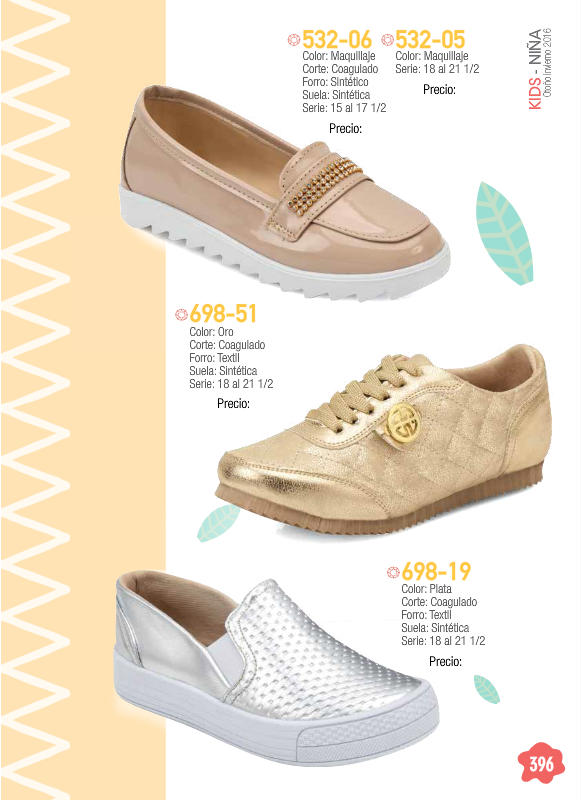 532-06
Color: Maquillaje
Corte: Coagulado
Forro: Sintético
Suela: Sintética
Serie: 15 al 17 1/2
Precio:
532-05
Color: Maquillaje
Serie: 18 al 21 1/2
Precio:
KIDS - NIÑA
Otoño Invierno 2016
698-51
Color: Oro
Corte: Coagulado
Forro: Textil
Suela: Sintética
Serie: 18 al 21 1/2
Precio:
698-19
Color: Plata
Corte: Coagulado
Forro: Textil
Suela: Sintética
Serie: 18 al 21 1/2
Precio:
396